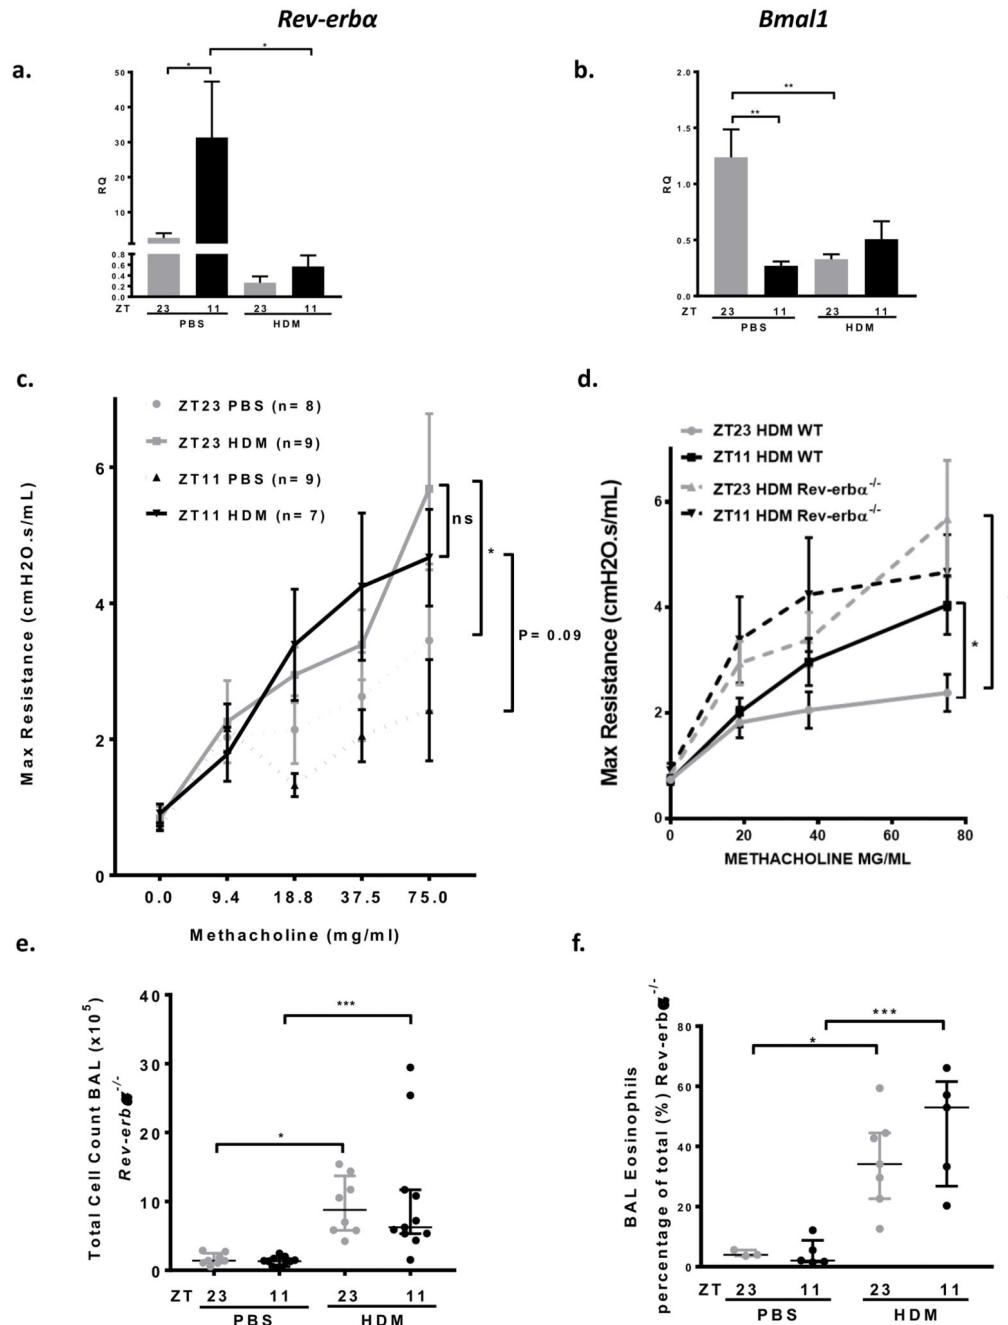 Rev-erbα
Bmal1
a.
*
*
50
40
30
20
10
0.8
0.6
0.4
0.2
0.0
RQ
ZT 23 11 23 11
PBS HDM
b.
**
**
2.0
1.5
1.0
0.5
0.0
RQ
ZT 23 11 23 11
PBS HDM
c.
ZT23 PBS (n= 8)
ZT23 HDM (n=9)
ZT11 PBS (n= 9)
ZT11 HDM (n= 7)
6
4
2
0
Max Resistance (cmH2O.s/mL)
ns
*
P= 0.09
0.0 9.4 18.8 37.5 75.0
Methacholine (mg/ml)
d.
ZT23 HDM WT
ZT11 HDM WT
ZT23 HDM Rev-erbα-/-
ZT11 HDM Rev-erbα-/-
6
4
2
0
Max Resistance (cmH2O.s/mL)
*
0 20 40 60 80
METHACHOLINE MG/ML
e.
40
30
20
10
0
Total Cell Count BAL (x10⁵)
Rev-erbα-/-
***
*
ZT 23 11 23 11
PBS HDM
f.
80
60
40
20
0
BAL Eosinophils
percentage of total (%) Rev-erbα-/-
***
*
ZT 23 11 23 11
PBS HDM